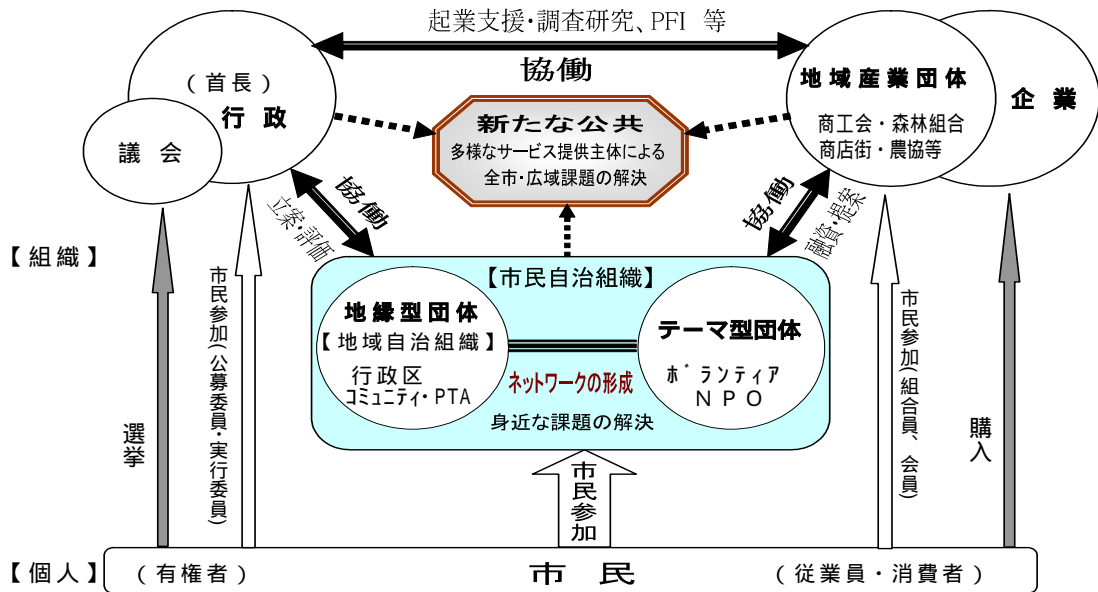 起業支援・調査研究、PFI 等
協働
(首長)
行政
議会
地域産業団体
商工会・森林組合
商店街・農協等
企業
新たな公共
多様なサービス提供主体による
全市・広域課題の解決
協働
立案・評価
協働
融資・提案
【組織】
【市民自治組織】
地縁型団体
【地域自治組織】
行政区
コミュニティ・PTA
テーマ型団体
ボランティア
NPO
ネットワークの形成
身近な課題の解決
選挙
市民参加(公募委員・実行委員)
市民参加
市民参加(組合員、会員)
購入
【個人】
(有権者)
市民
(従業員・消費者)